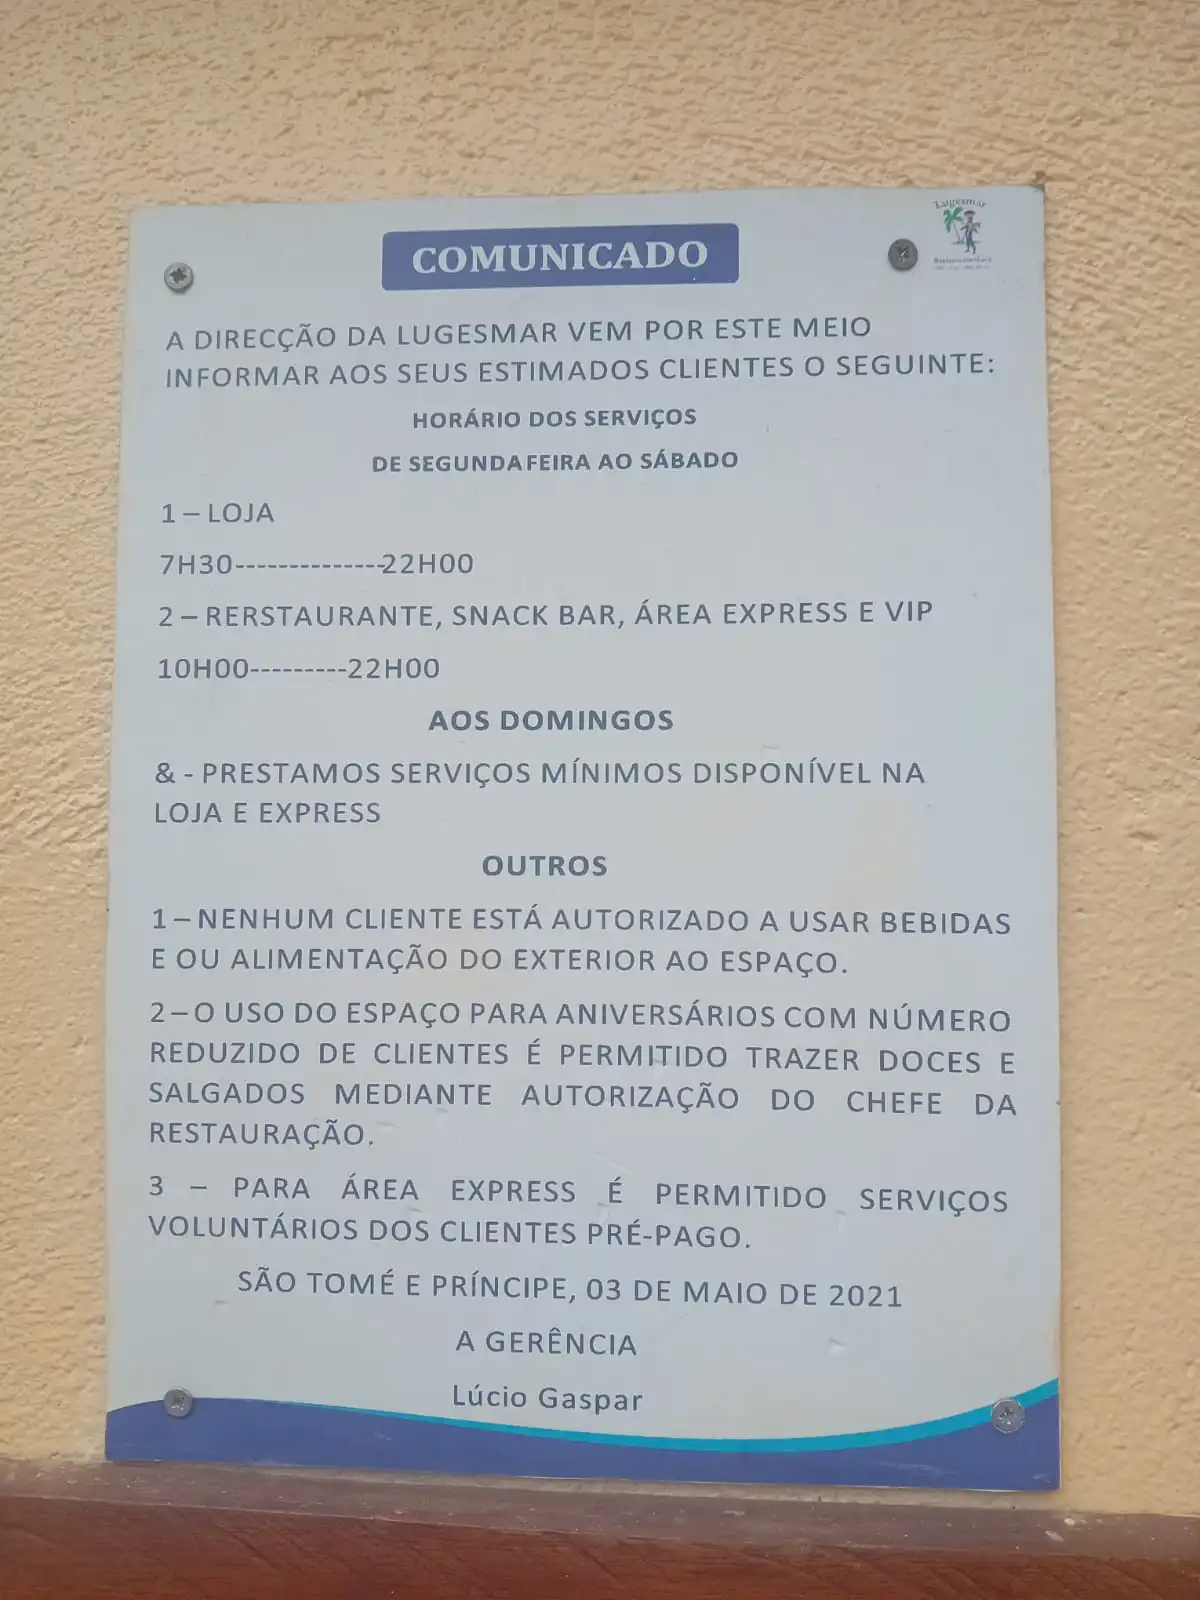 Lugesmar
COMUNICADO
A DIRECÇÃO DA LUGESMAR VEM POR ESTE MEIO
INFORMAR AOS SEUS ESTIMADOS CLIENTES O SEGUINTE:
HORÁRIO DOS SERVIÇOS
DE SEGUNDA FEIRA AO SÁBADO
1 – LOJA
7H30--------------22H00
2 – RERSTAURANTE, SNACK BAR, ÁREA EXPRESS E VIP
10H00---------22H00
AOS DOMINGOS
& - PRESTAMOS SERVIÇOS MÍNIMOS DISPONÍVEL NA
LOJA E EXPRESS
OUTROS
1 – NENHUM CLIENTE ESTÁ AUTORIZADO A USAR BEBIDAS
E OU ALIMENTAÇÃO DO EXTERIOR AO ESPAÇO.
2 – O USO DO ESPAÇO PARA ANIVERSÁRIOS COM NÚMERO
REDUZIDO DE CLIENTES É PERMITIDO TRAZER DOCES E
SALGADOS MEDIANTE AUTORIZAÇÃO DO CHEFE DA
RESTAURAÇÃO.
3 – PARA ÁREA EXPRESS É PERMITIDO SERVIÇOS
VOLUNTÁRIOS DOS CLIENTES PRÉ-PAGO.
SÃO TOMÉ E PRÍNCIPE, 03 DE MAIO DE 2021
A GERÊNCIA
Lúcio Gaspar